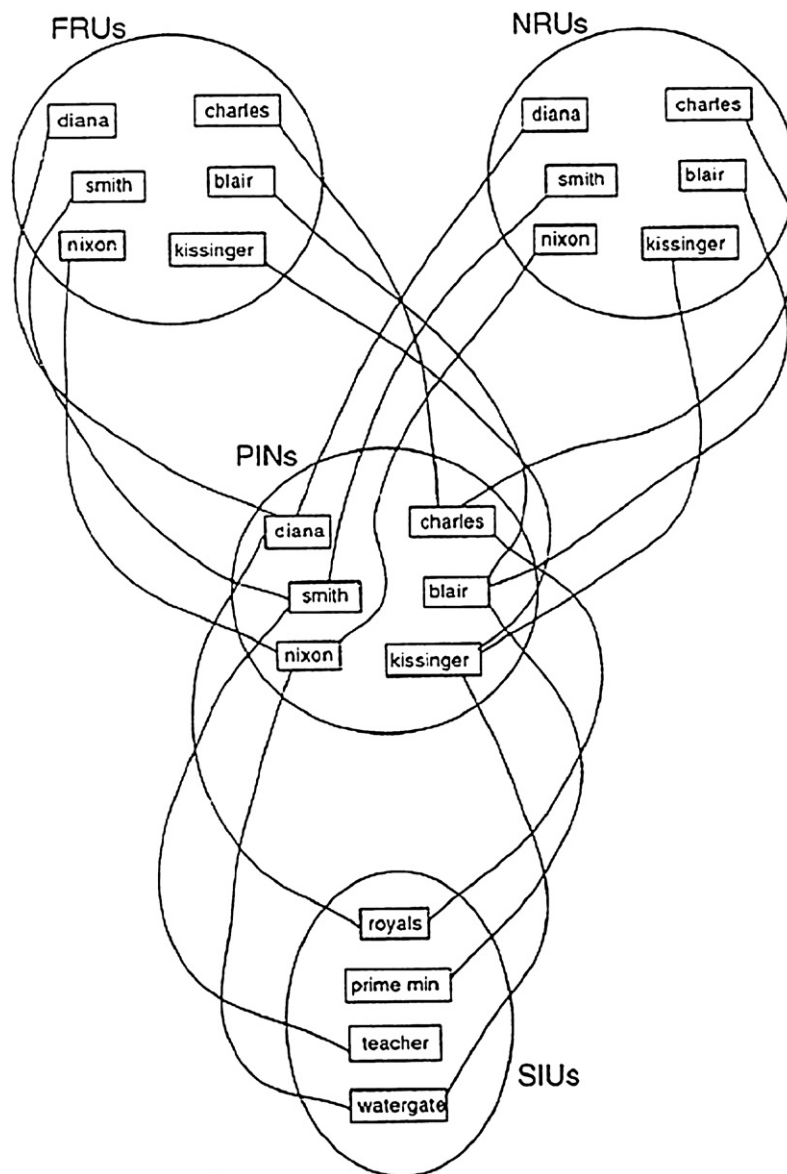 FRUs
diana
charles
smith
blair
nixon
kissinger
NRUs
diana
charles
smith
blair
nixon
kissinger
PINs
diana
charles
smith
blair
nixon
kissinger
royals
prime min
teacher
watergate
SIUs